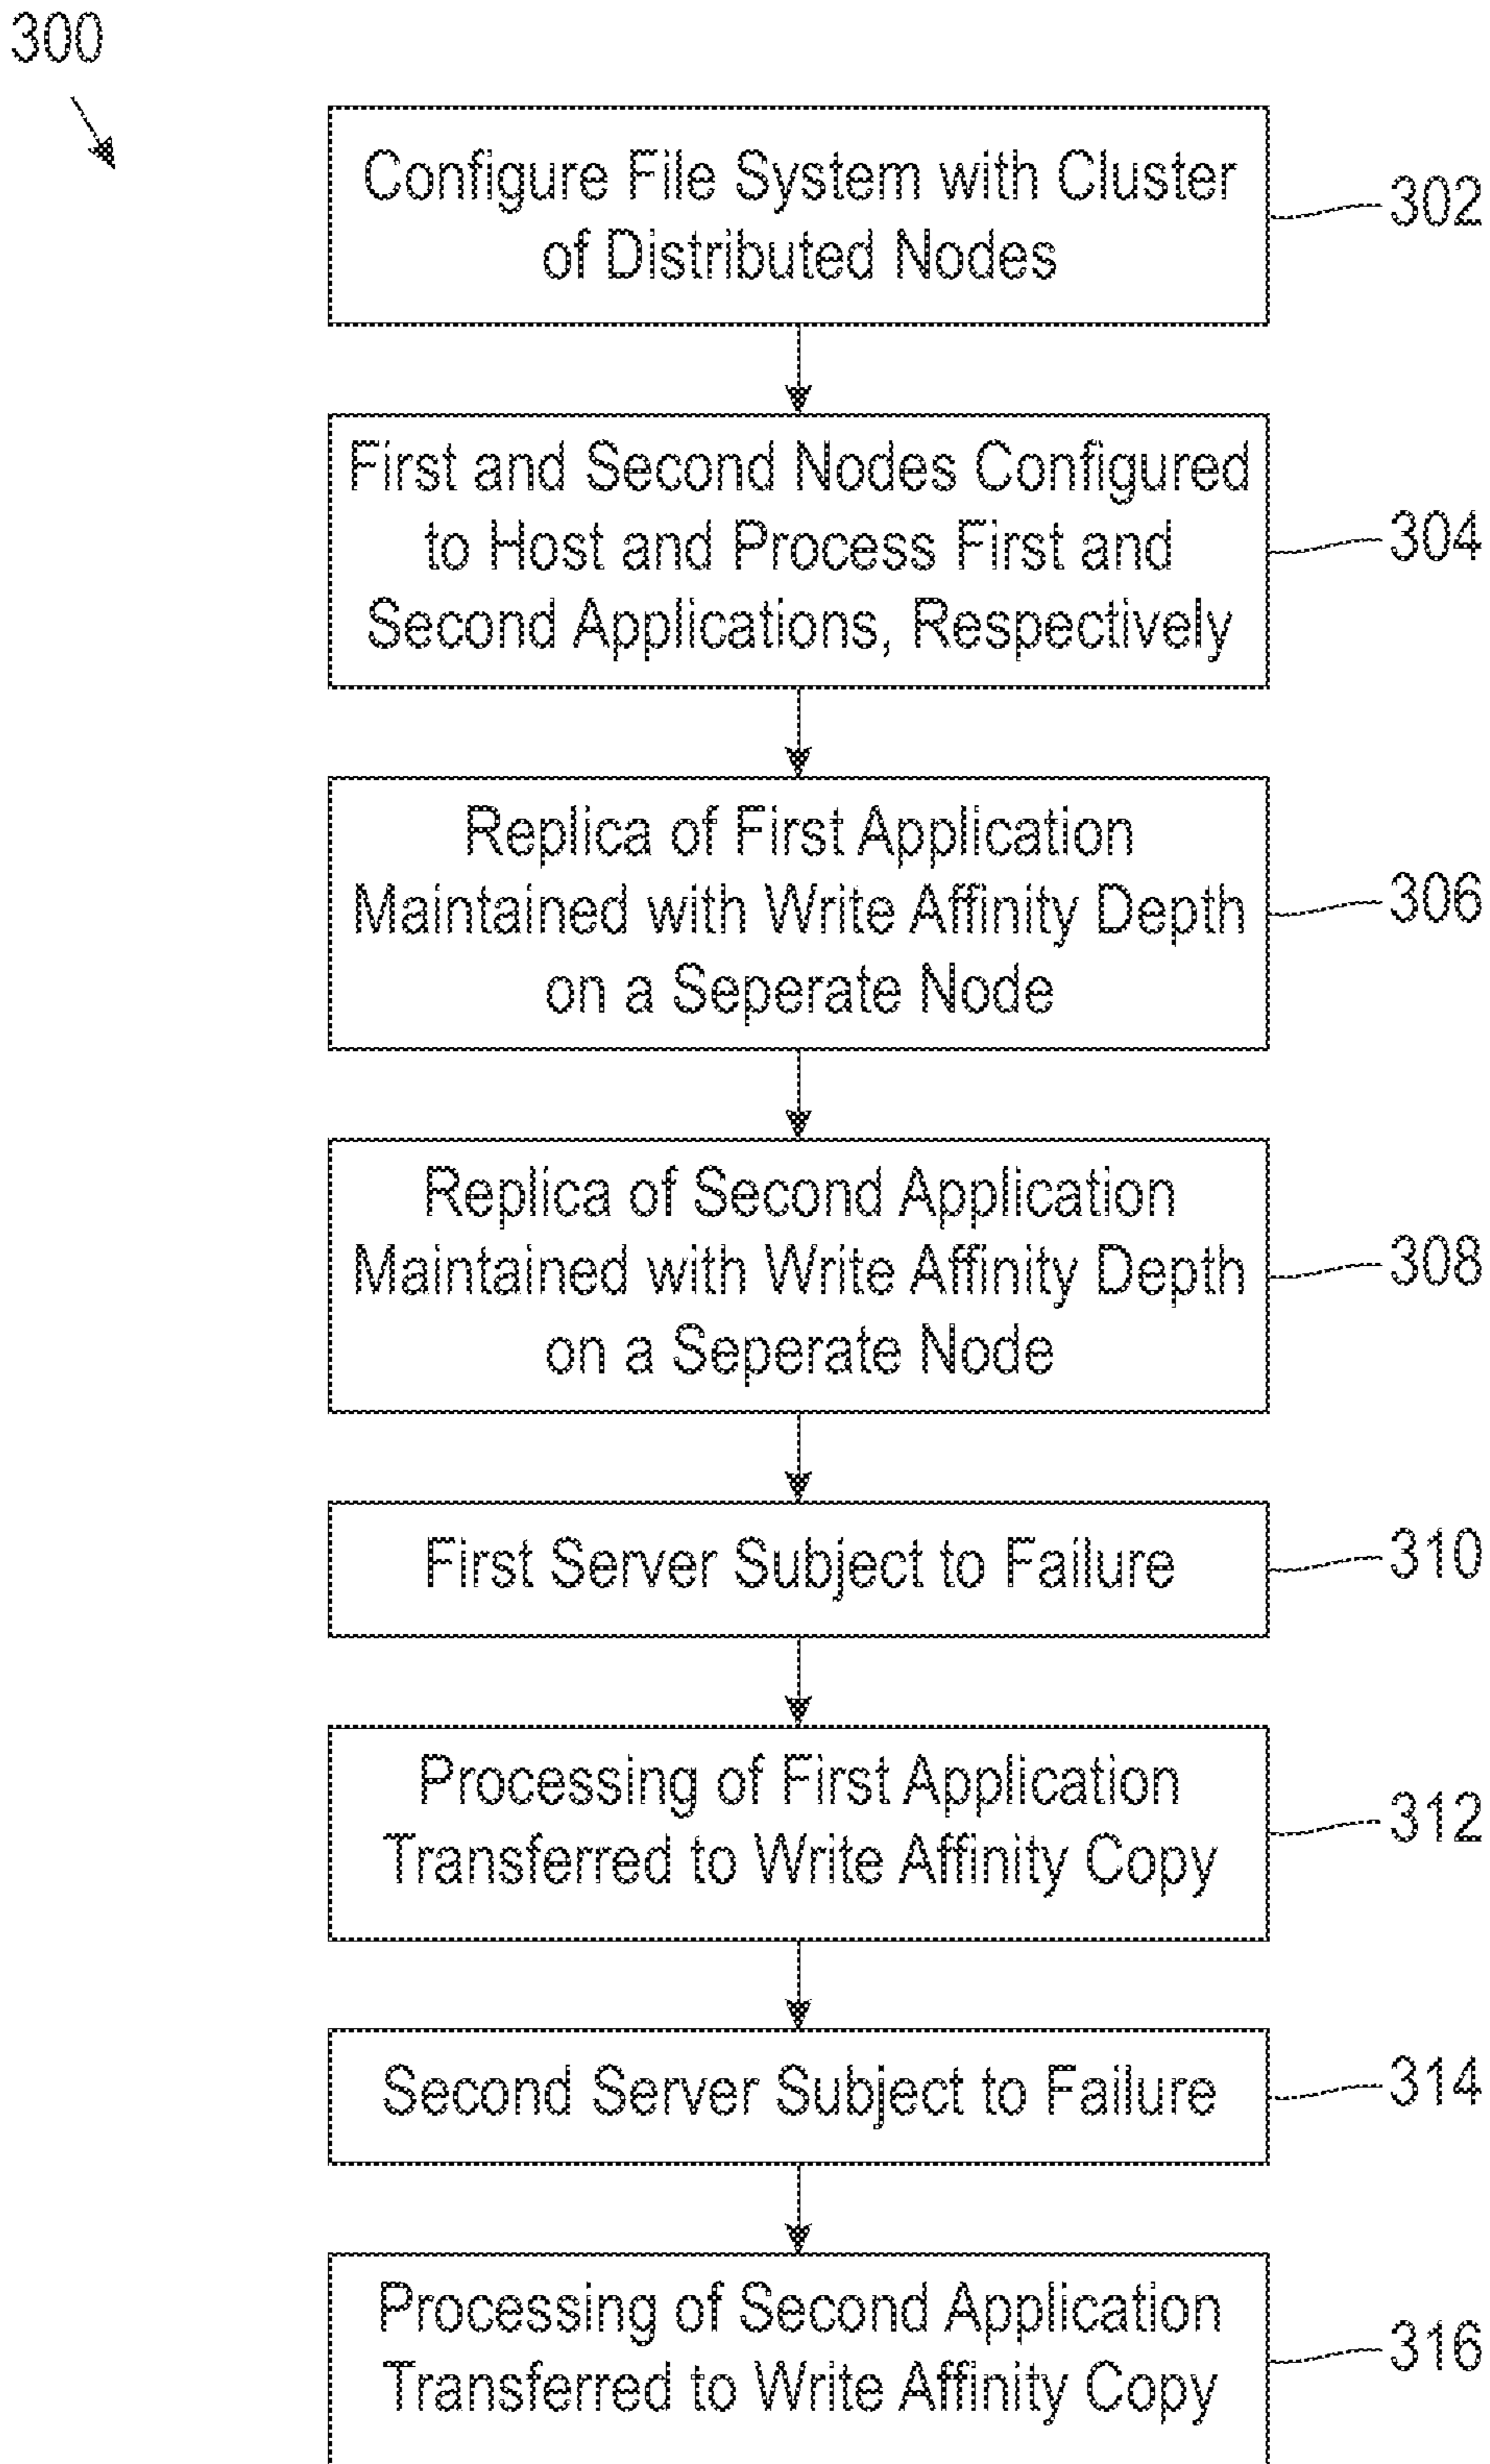 300
Configure File System with Cluster
of Distributed Nodes
302
First and Second Nodes Configured
to Host and Process First and
Second Applications, Respectively
304
Replica of First Application
Maintained with Write Affinity Depth
on a Seperate Node
306
Replica of Second Application
Maintained with Write Affinity Depth
on a Seperate Node
308
First Server Subject to Failure
310
Processing of First Application
Transferred to Write Affinity Copy
312
Second Server Subject to Failure
314
Processing of Second Application
Transferred to Write Affinity Copy
316